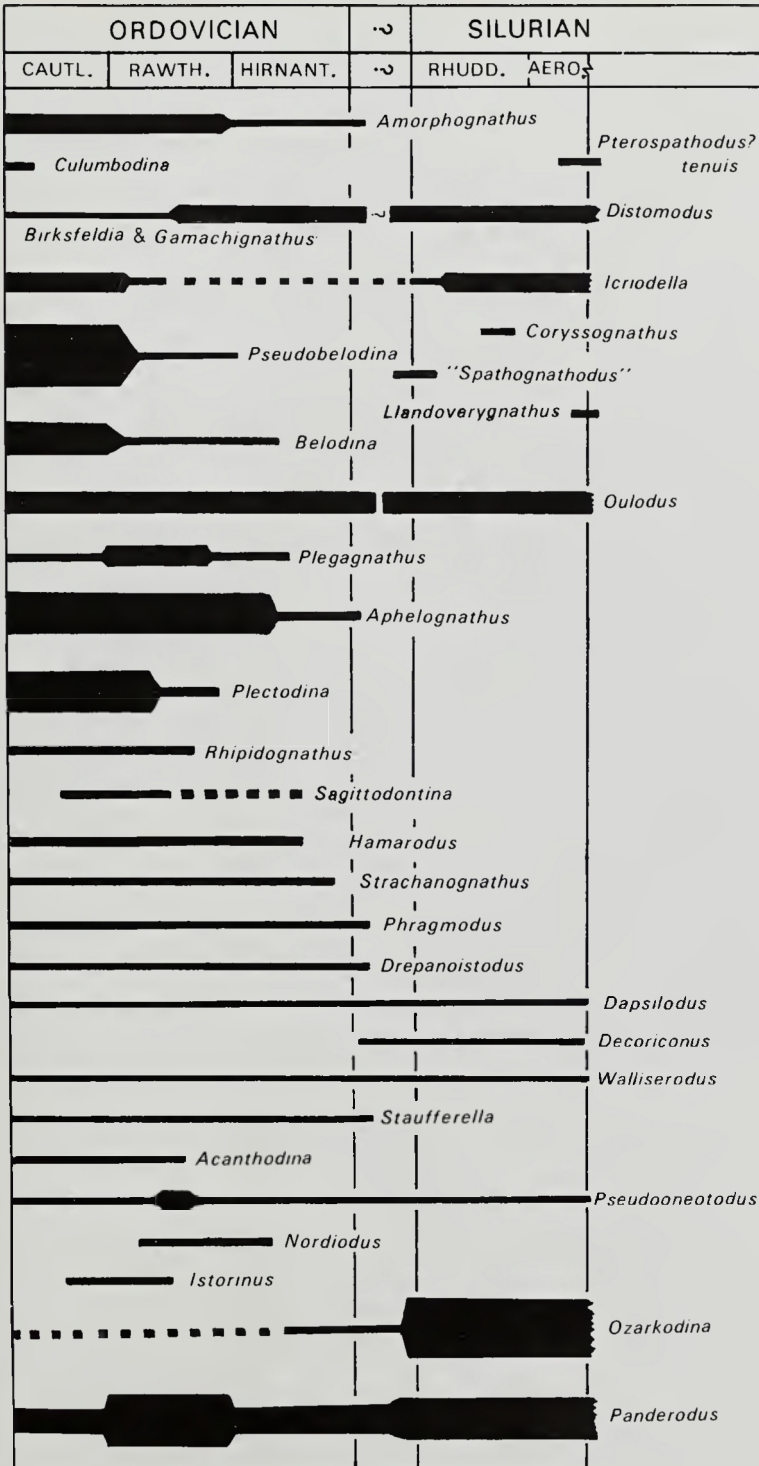 ORDOVICIAN ? SILURIAN
CAUTL. RAWTH. HIRNANT. ? RHUDD. AERO.
Amorphognathus
Pterospathodus?
tenuis
Culumbodina
Distomodus
?
Birksfeldia & Gamachignathus
Icriodella
Coryssognathus
Pseudobelodina
"Spathognathodus"
Llandoverygnathus
Belodina
Oulodus
Plegagnathus
Aphelognathus
Plectodina
Rhipidognathus
Sagittodontina
Hamarodus
Strachanognathus
Phragmodus
Drepanoistodus
Dapsilodus
Decoriconus
Walliserodus
Staufferella
Acanthodina
Pseudooneotodus
Nordiodus
Istorinus
Ozarkodina
Panderodus